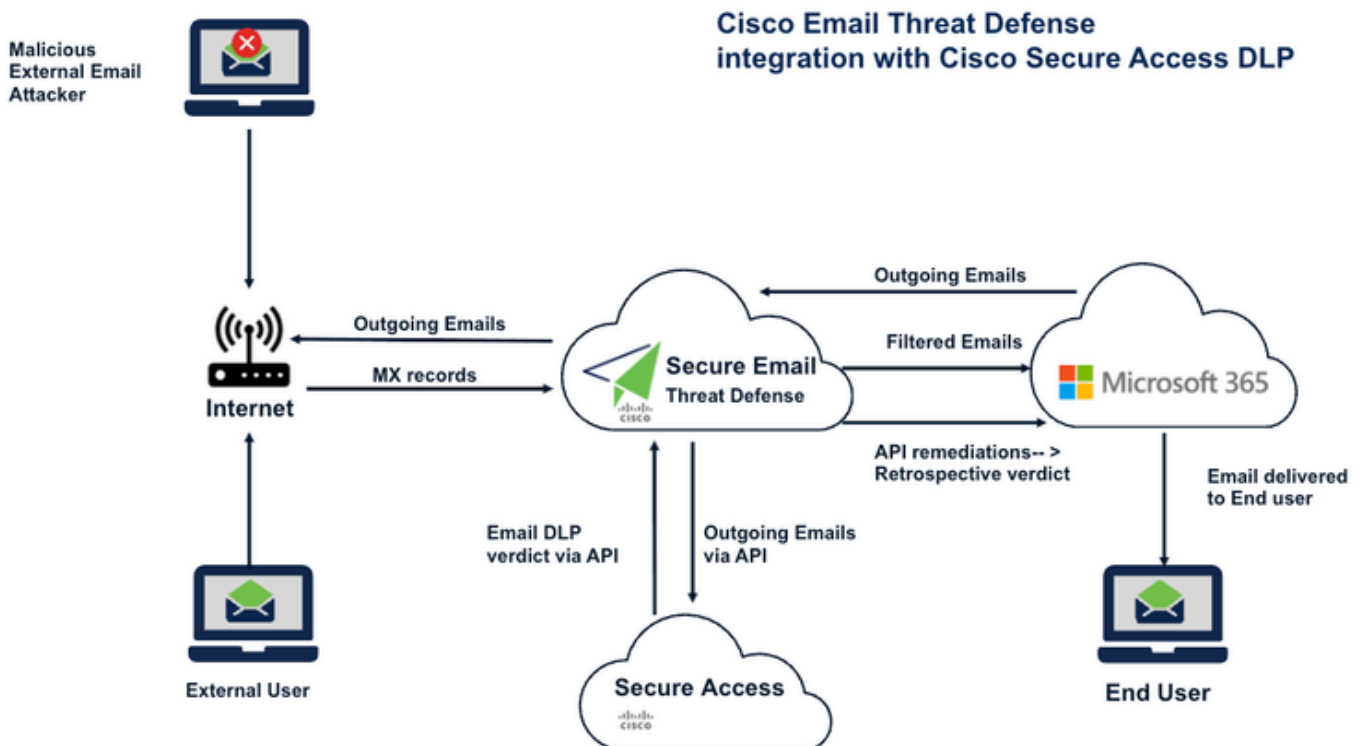 Cisco Email Threat Defense
integration with Cisco Secure Access DLP
Malicious
External Email
Attacker
Outgoing Emails
Outgoing Emails
Filtered Emails
MX records
Internet
Secure Email
Threat Defense
CISCO
Microsoft 365
API remediations-- >
Retrospective verdict
Email delivered
to End user
Email DLP
verdict via API
Outgoing Emails
via API
External User
Secure Access
CISCO
End User